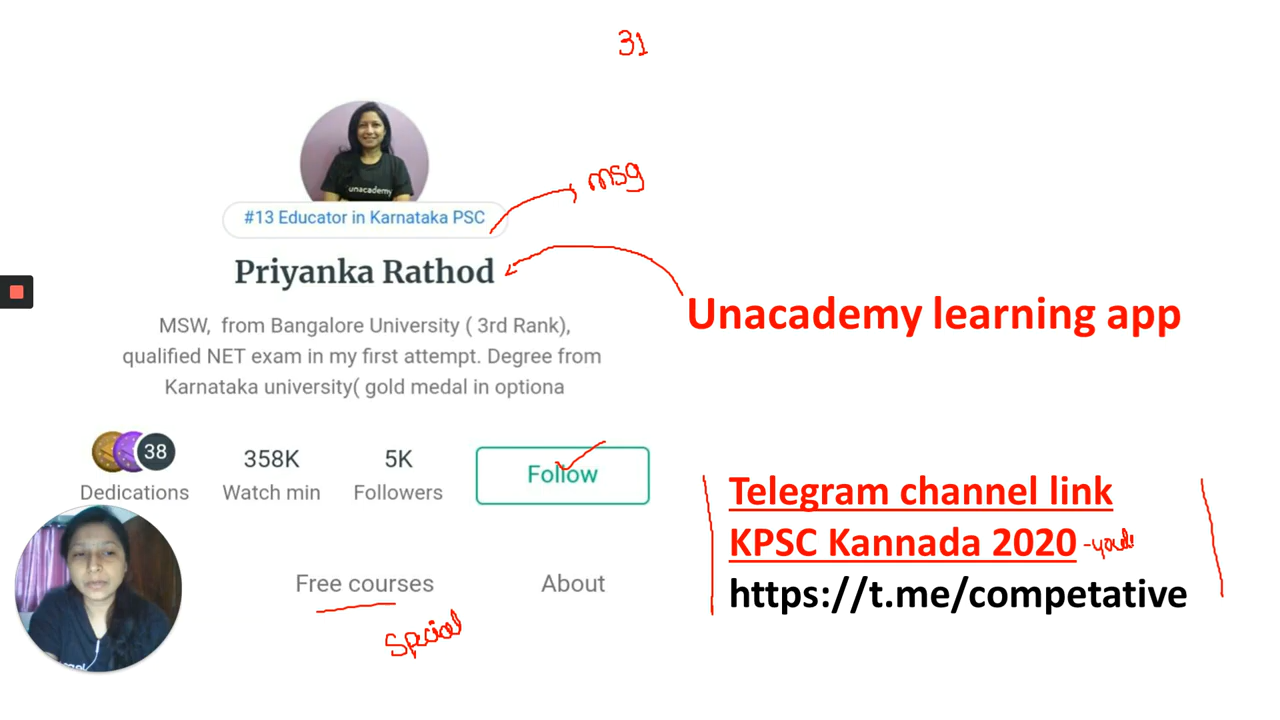 31
unacademy
msg
#13 Educator in Karnataka PSC
Priyanka Rathod
Unacademy learning app
MSW, from Bangalore University ( 3rd Rank),
qualified NET exam in my first attempt. Degree from
Karnataka university( gold medal in optiona
38
Dedications
358K
Watch min
5K
Followers
Follow
Telegram channel link
KPSC Kannada 2020
https://t.me/competative
Free courses
About
Special